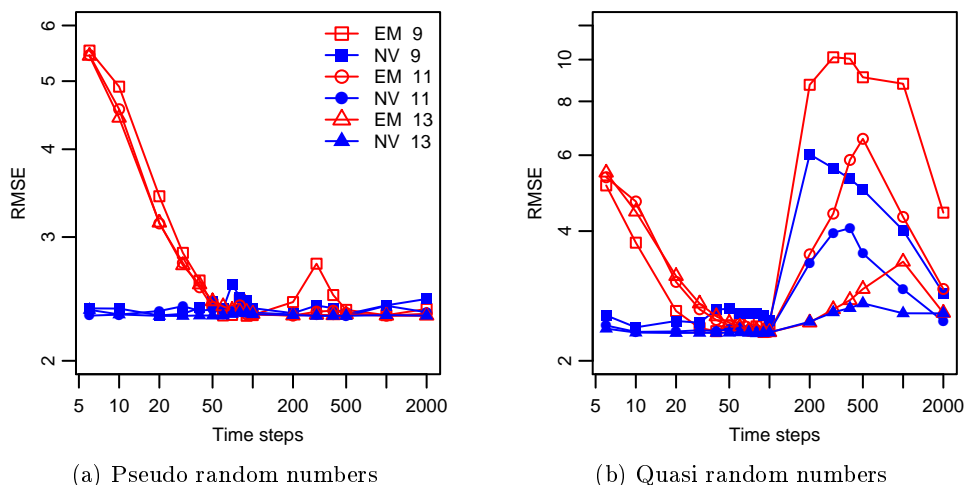 EM 9
NV 9
EM 11
NV 11
EM 13
NV 13
6
5
4
3
2
RMSE
5 10 20 50 200 500 2000
Time steps
(a) Pseudo random numbers
10
8
6
4
2
RMSE
5 10 20 50 200 500 2000
Time steps
(b) Quasi random numbers